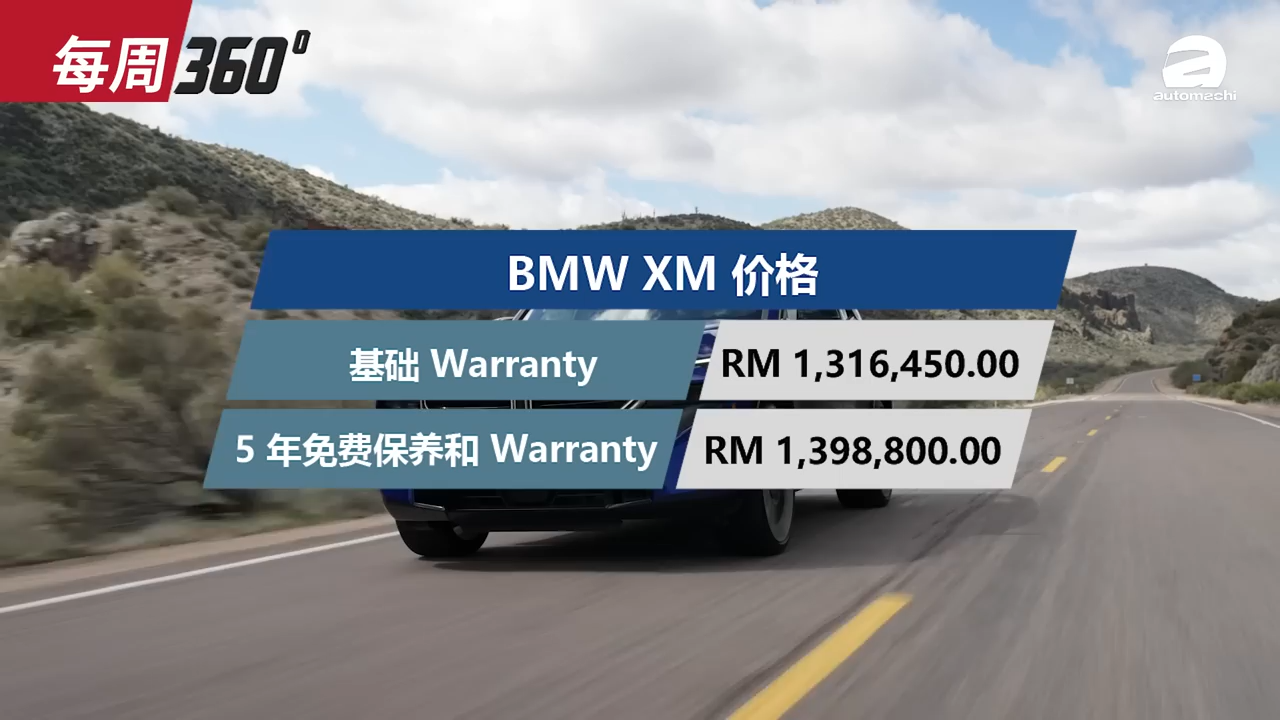 每周360°
automachi
BMW XM 价格
基础 Warranty
RM 1,316,450.00
5 年免费保养和 Warranty
RM 1,398,800.00